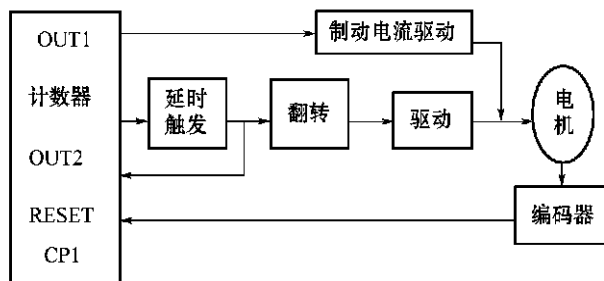 OUT1
计数器
OUT2
RESET
CP1
制动电流驱动
延时
触发
翻转
驱动
电
机
编码器